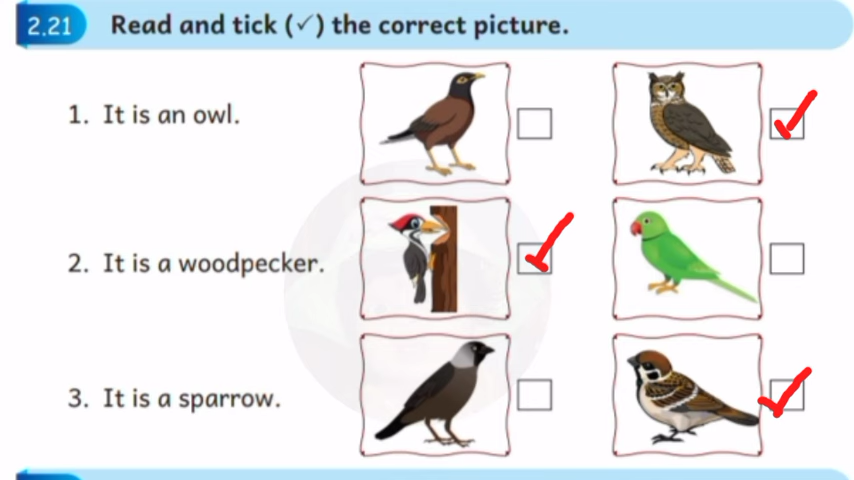 2.21 Read and tick (✓) the correct picture.
1. It is an owl.
2. It is a woodpecker.
3. It is a sparrow.